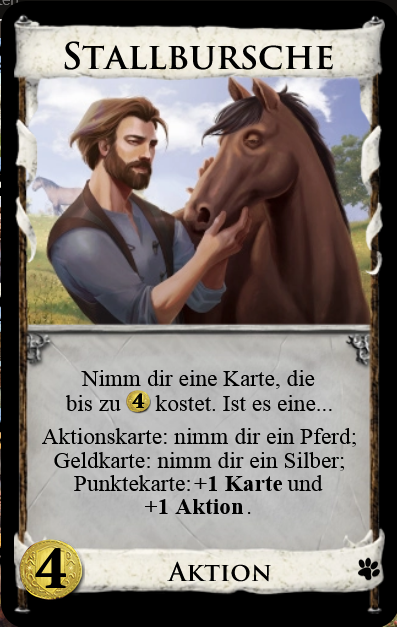 STALLBURSCHE
Nimm dir eine Karte, die
bis zu 4 kostet. Ist es eine...
Aktionskarte: nimm dir ein Pferd;
Geldkarte: nimm dir ein Silber;
Punktekarte: +1 Karte und
+1 Aktion.
4
AKTION